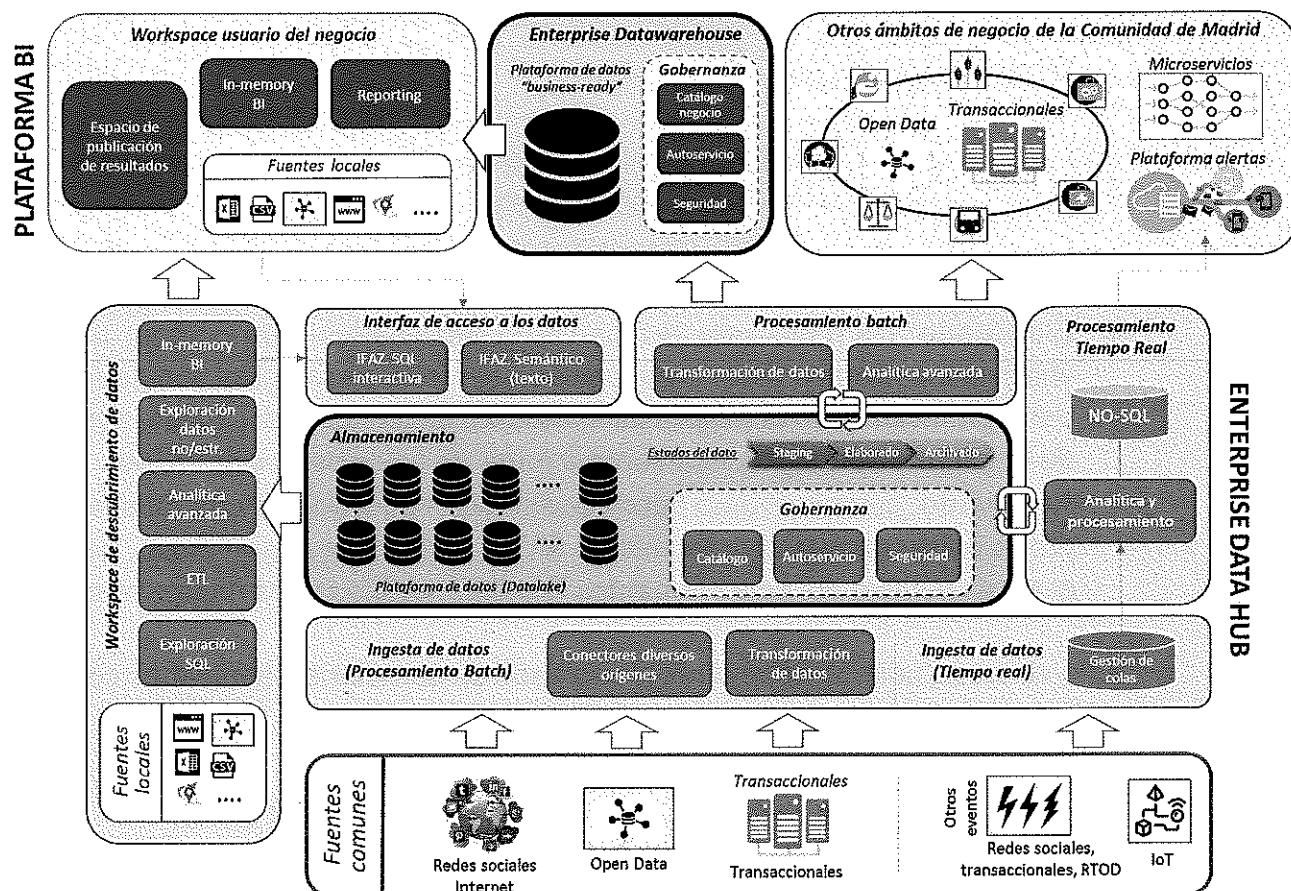 PLATAFORMA BI
Workspace usuario del negocio
Espacio de
publicación
de resultados
In-memory
BI
Reporting
Fuentes locales
X
CSV
WWW
....
Enterprise Datawarehouse
Plataforma de datos
"business-ready"
Gobernanza
Catálogo
negocio
Autoservicio
Seguridad
Otros ámbitos de negocio de la Comunidad de Madrid
Open Data
Transaccionales
Microservicios
Plataforma alertas
ENTERPRISE DATA HUB
Workspace de descubrimiento de datos
In-memory
BI
Exploración
datos
no/estr.
Analítica
avanzada
ETL
Exploración
SQL
Fuentes
locales
WWW
X
CSV
....
Interfaz de acceso a los datos
IFAZ. SQL
interactiva
IFAZ. Semántico
(texto)
Procesamiento batch
Transformación de datos
Analítica avanzada
Procesamiento
Tiempo Real
NO-SQL
Analítica y
procesamiento
Almacenamiento
Estados del dato
Staging
Elaborado
Archivado
....
....
Plataforma de datos (Datalake)
Gobernanza
Catálogo
Autoservicio
Seguridad
Ingesta de datos
(Procesamiento Batch)
Conectores diversos
orígenes
Transformación
de datos
Ingesta de datos
(Tiempo real)
Gestión de
colas
Fuentes
comunes
Redes sociales
Internet
Open Data
Transaccionales
Transaccionales
Otros
eventos
Redes sociales,
transaccionales, RTOD
IoT